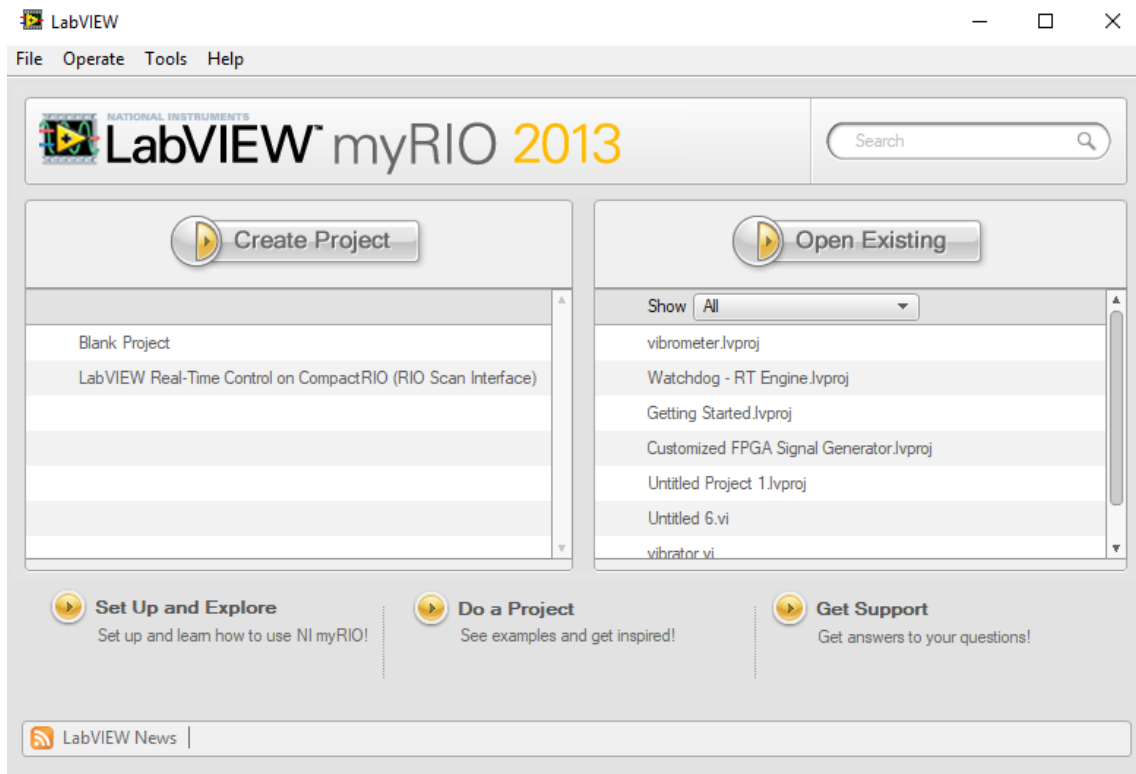 LabVIEW
File Operate Tools Help
NATIONAL INSTRUMENTS
LabVIEW™ myRIO 2013
Search
Create Project
Open Existing
Show All
Blank Project
LabVIEW Real-Time Control on CompactRIO (RIO Scan Interface)
vibrometer.lvproj
Watchdog - RT Engine.lvproj
Getting Started.lvproj
Customized FPGA Signal Generator.lvproj
Untitled Project 1.lvproj
Untitled 6.vi
vibrator.vi
Set Up and Explore
Set up and learn how to use NI myRIO!
Do a Project
See examples and get inspired!
Get Support
Get answers to your questions!
LabVIEW News